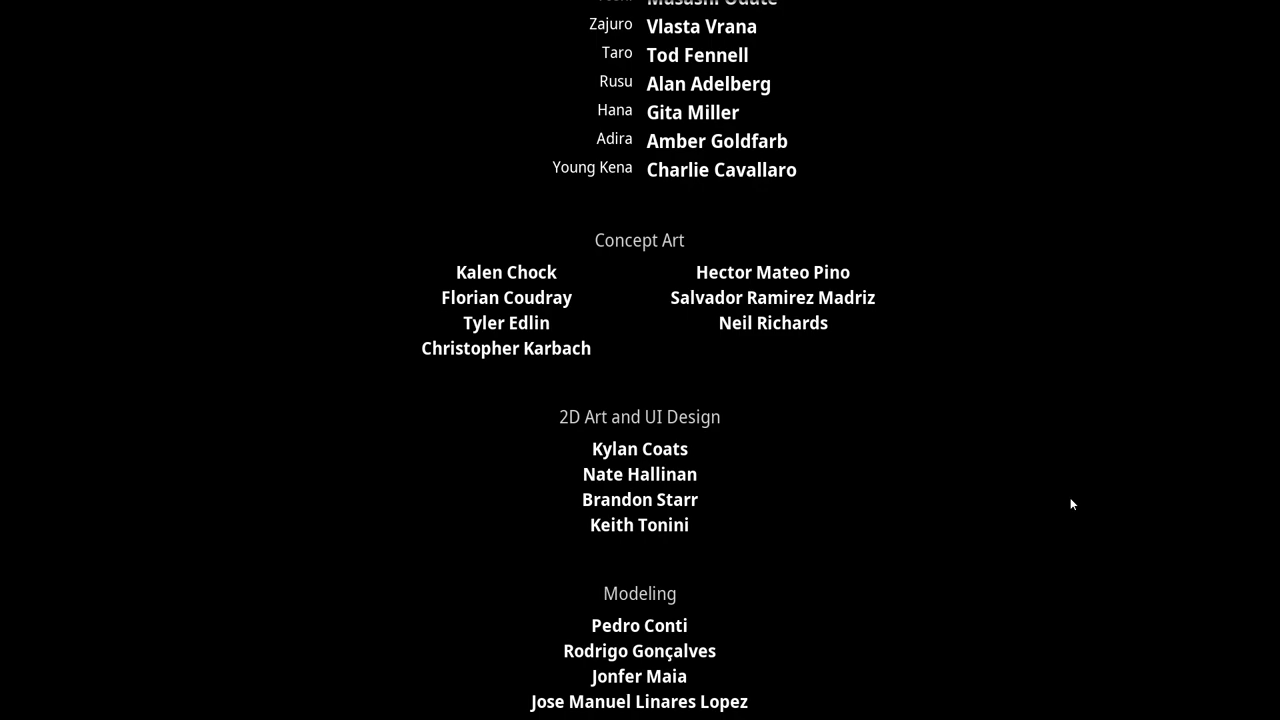 Zajuro Vlasta Vrana
Taro Tod Fennell
Rusu Alan Adelberg
Hana Gita Miller
Adira Amber Goldfarb
Young Kena Charlie Cavallaro
Concept Art
Kalen Chock Hector Mateo Pino
Florian Coudray Salvador Ramirez Madriz
Tyler Edlin Neil Richards
Christopher Karbach
2D Art and UI Design
Kylan Coats
Nate Hallinan
Brandon Starr
Keith Tonini
Modeling
Pedro Conti
Rodrigo Gonçalves
Jonfer Maia
Jose Manuel Linares Lopez